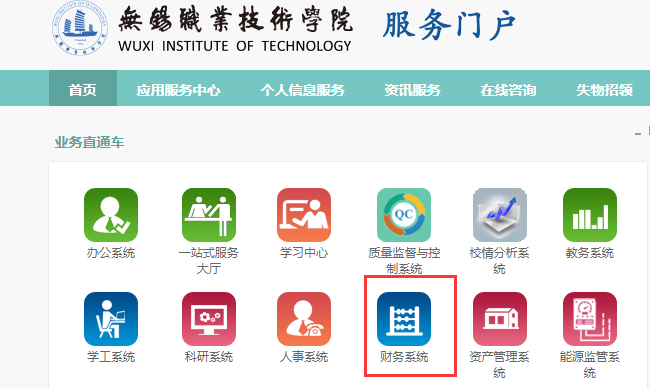 無錫職業技術學院
WUXI INSTITUTE OF TECHNOLOGY
服务门户
首页 应用服务中心 个人信息服务 资讯服务 在线咨询 失物招领
业务直通车
办公系统 一站式服务大厅 学习中心 质量监督与控制系统 校情分析系统 教务系统
QC
学工系统 科研系统 人事系统 财务系统 资产管理系统 能源监管系统